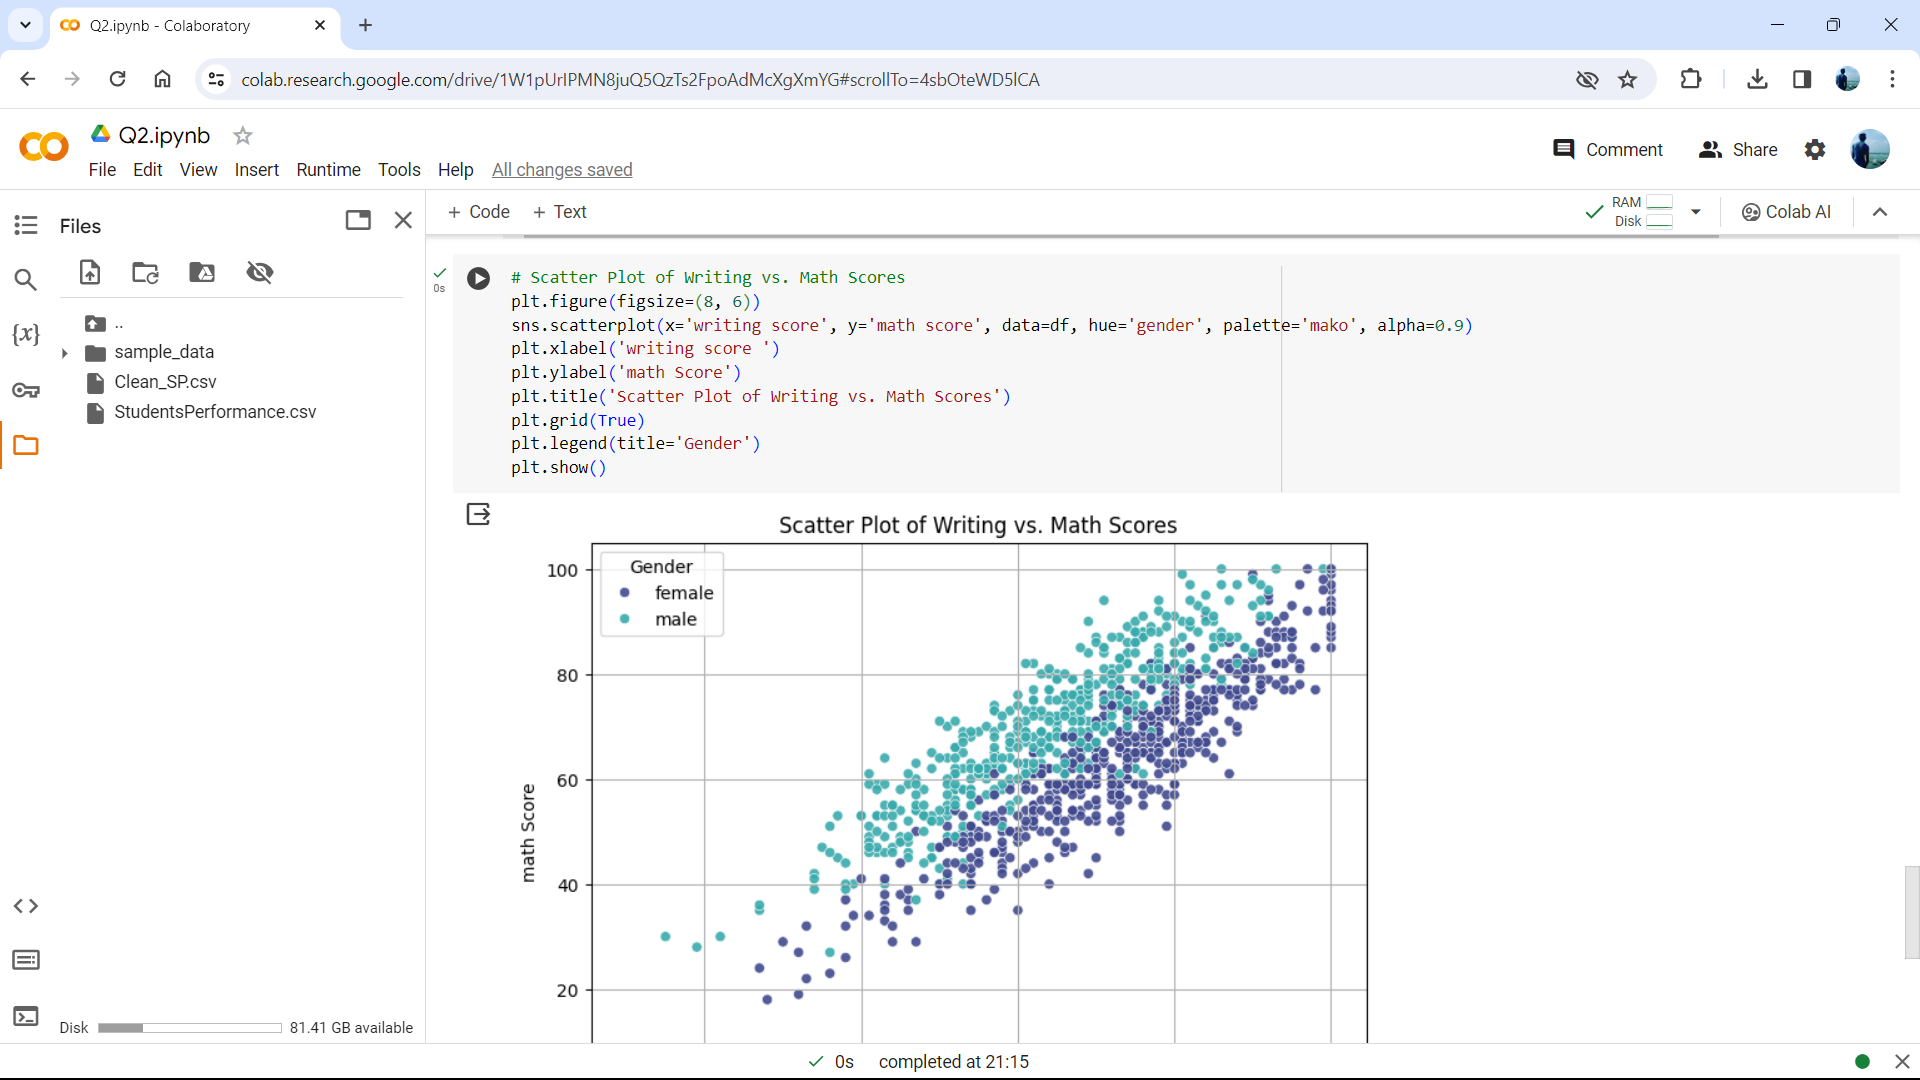 Q2.ipynb - Colaboratory
colab.research.google.com/drive/1W1pUrlPMN8juQ5QzTs2FpoAdMcXgXmYG#scrollTo=4sbOteWD5lCA
Q2.ipynb
File Edit View Insert Runtime Tools Help All changes saved
Comment Share
Files
+ Code + Text
RAM
Disk
Colab AI
..
sample_data
Clean_SP.csv
StudentsPerformance.csv
{x}
Disk 81.41 GB available
0s
# Scatter Plot of Writing vs. Math Scores
plt.figure(figsize=(8, 6))
sns.scatterplot(x='writing score', y='math score', data=df, hue='gender', palette='mako', alpha=0.9)
plt.xlabel('writing score ')
plt.ylabel('math Score')
plt.title('Scatter Plot of Writing vs. Math Scores')
plt.grid(True)
plt.legend(title='Gender')
plt.show()
Scatter Plot of Writing vs. Math Scores
Gender
female
male
100
80
60
40
20
math Score
0s completed at 21:15